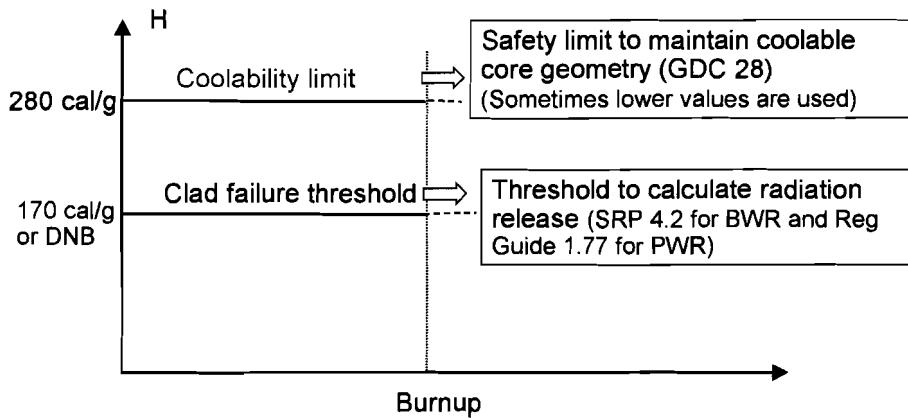 H
Coolability limit
280 cal/g
Safety limit to maintain coolable
core geometry (GDC 28)
(Sometimes lower values are used)
Clad failure threshold
170 cal/g
or DNB
Threshold to calculate radiation
release (SRP 4.2 for BWR and Reg
Guide 1.77 for PWR)
Burnup